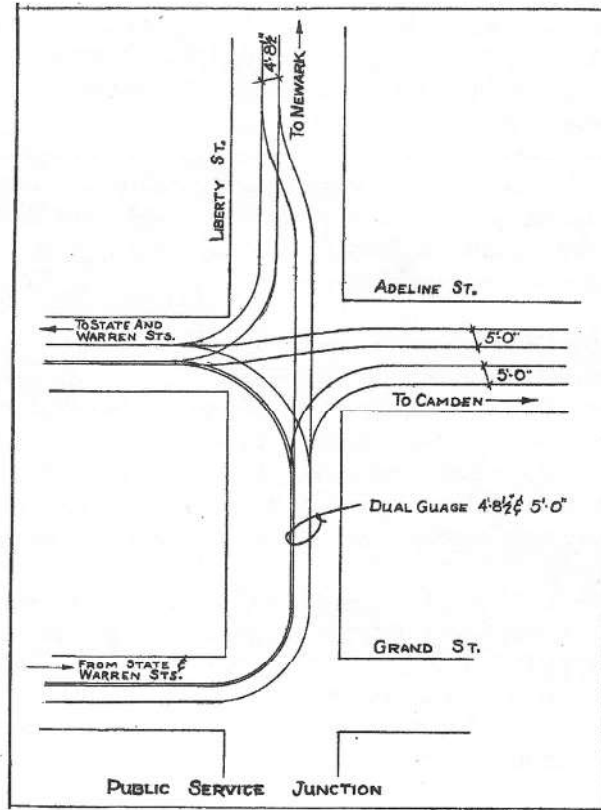 4'-8½"
TO NEWARK
LIBERTY ST.
ADELINE ST.
TO STATE AND
WARREN STS.
5'-0"
5'-0"
TO CAMDEN
DUAL GUAGE 4'-8½" & 5'-0"
GRAND ST.
FROM STATE &
WARREN STS.
PUBLIC SERVICE JUNCTION